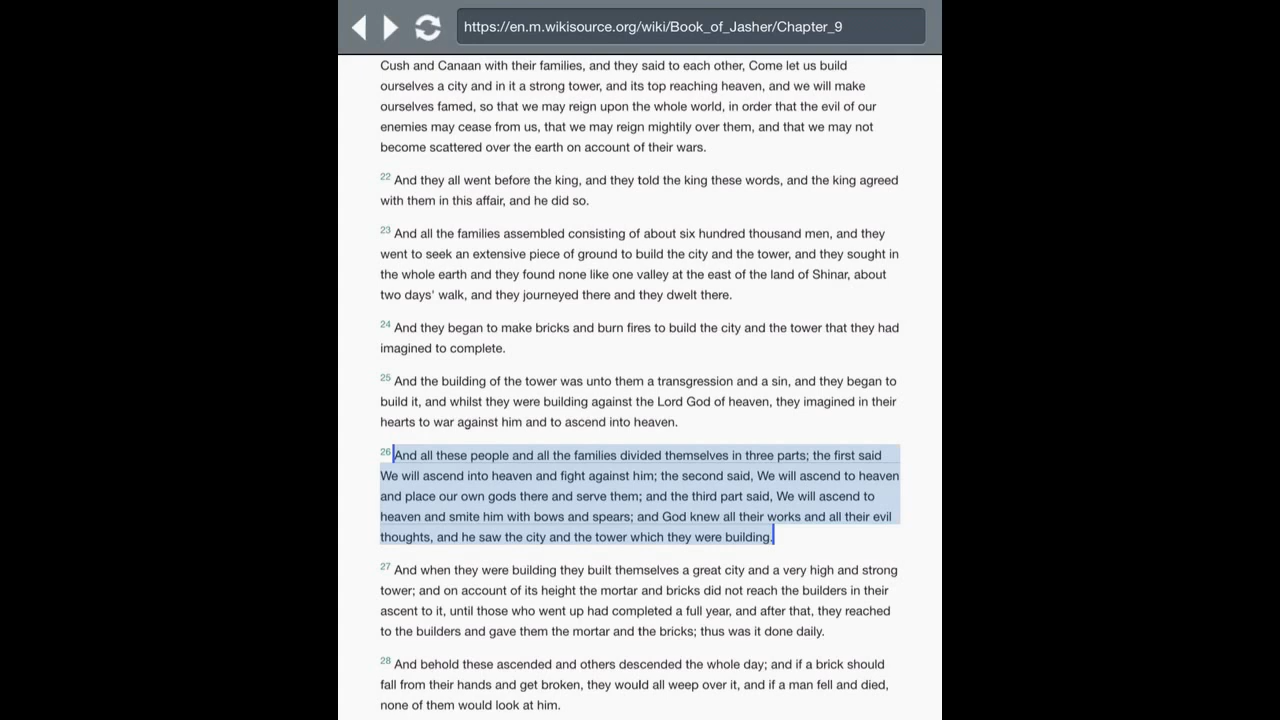 https://en.m.wikisource.org/wiki/Book_of_Jasher/Chapter_9
Cush and Canaan with their families, and they said to each other, Come let us build
ourselves a city and in it a strong tower, and its top reaching heaven, and we will make
ourselves famed, so that we may reign upon the whole world, in order that the evil of our
enemies may cease from us, that we may reign mightily over them, and that we may not
become scattered over the earth on account of their wars.
22 And they all went before the king, and they told the king these words, and the king agreed
with them in this affair, and he did so.
23 And all the families assembled consisting of about six hundred thousand men, and they
went to seek an extensive piece of ground to build the city and the tower, and they sought in
the whole earth and they found none like one valley at the east of the land of Shinar, about
two days' walk, and they journeyed there and they dwelt there.
24 And they began to make bricks and burn fires to build the city and the tower that they had
imagined to complete.
25 And the building of the tower was unto them a transgression and a sin, and they began to
build it, and whilst they were building against the Lord God of heaven, they imagined in their
hearts to war against him and to ascend into heaven.
26 And all these people and all the families divided themselves in three parts; the first said
We will ascend into heaven and fight against him; the second said, We will ascend to heaven
and place our own gods there and serve them; and the third part said, We will ascend to
heaven and smite him with bows and spears; and God knew all their works and all their evil
thoughts, and he saw the city and the tower which they were building.
27 And when they were building they built themselves a great city and a very high and strong
tower; and on account of its height the mortar and bricks did not reach the builders in their
ascent to it, until those who went up had completed a full year, and after that, they reached
to the builders and gave them the mortar and the bricks; thus was it done daily.
28 And behold these ascended and others descended the whole day; and if a brick should
fall from their hands and get broken, they would all weep over it, and if a man fell and died,
none of them would look at him.